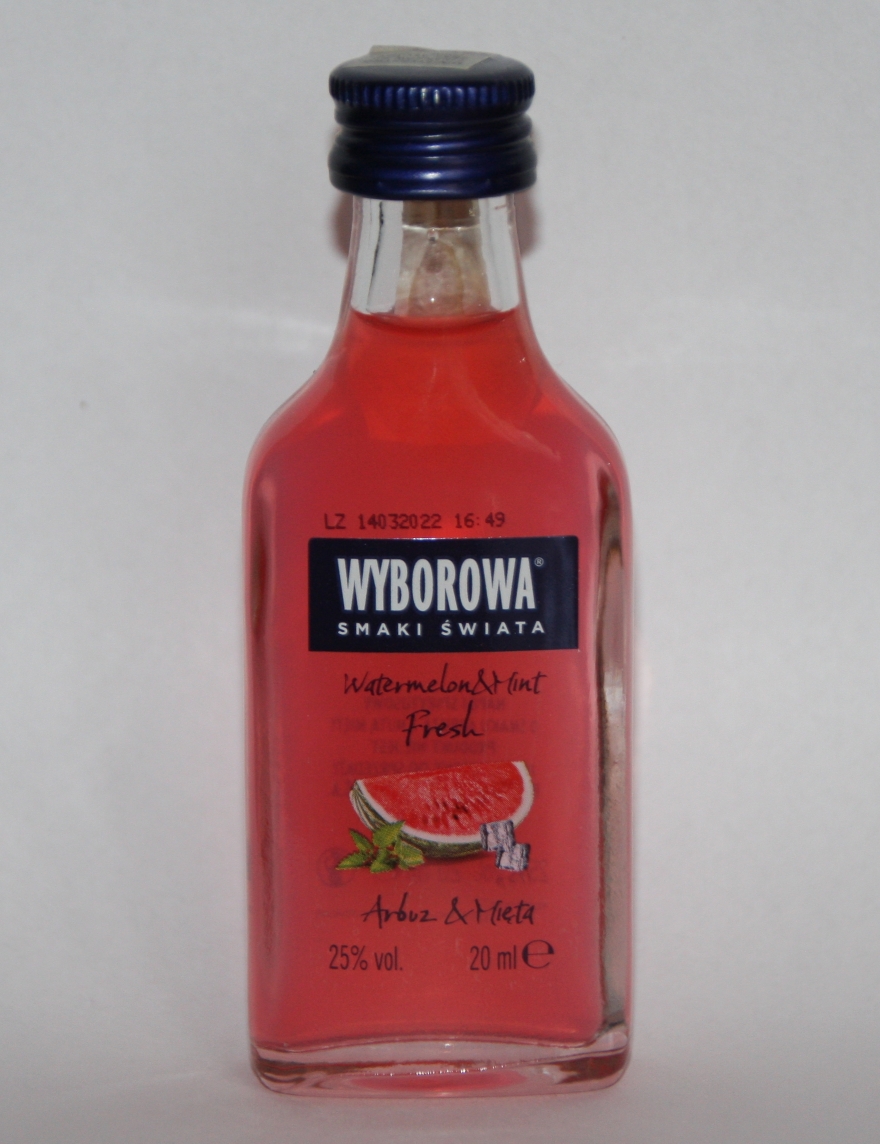 LZ 14032022 16:49
WYBOROWA®
SMAKI ŚWIATA
Watermelon&Mint
Fresh
Arbuz & Mięta
25% vol. 20 ml ℮